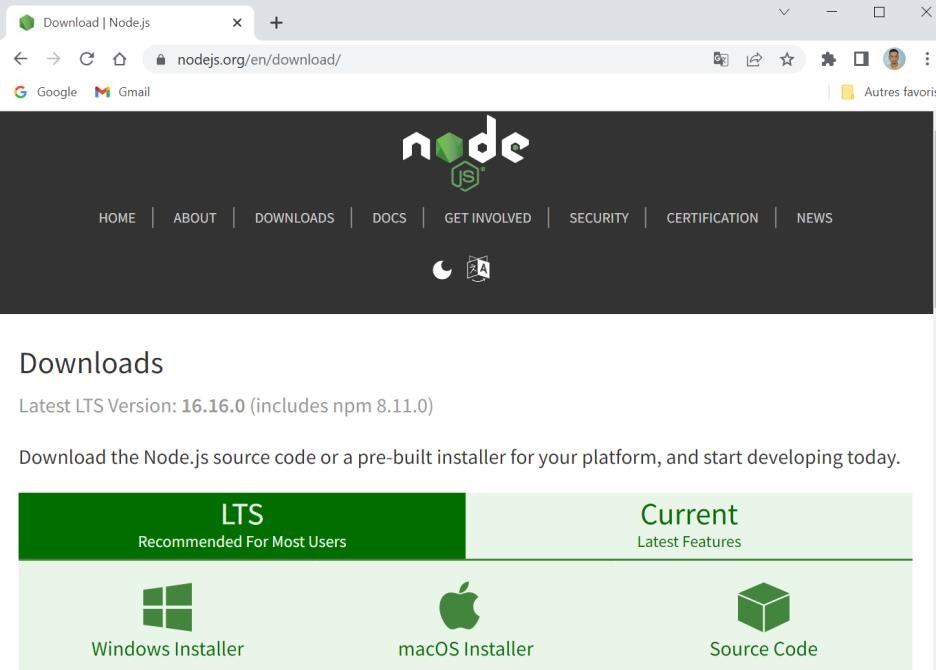 Download | Node.js
nodejs.org/en/download/
Google Gmail Autres favoris
node
JS
HOME ABOUT DOWNLOADS DOCS GET INVOLVED SECURITY CERTIFICATION NEWS
Downloads
Latest LTS Version: 16.16.0 (includes npm 8.11.0)
Download the Node.js source code or a pre-built installer for your platform, and start developing today.
LTS
Recommended For Most Users
Current
Latest Features
Windows Installer
macOS Installer
Source Code